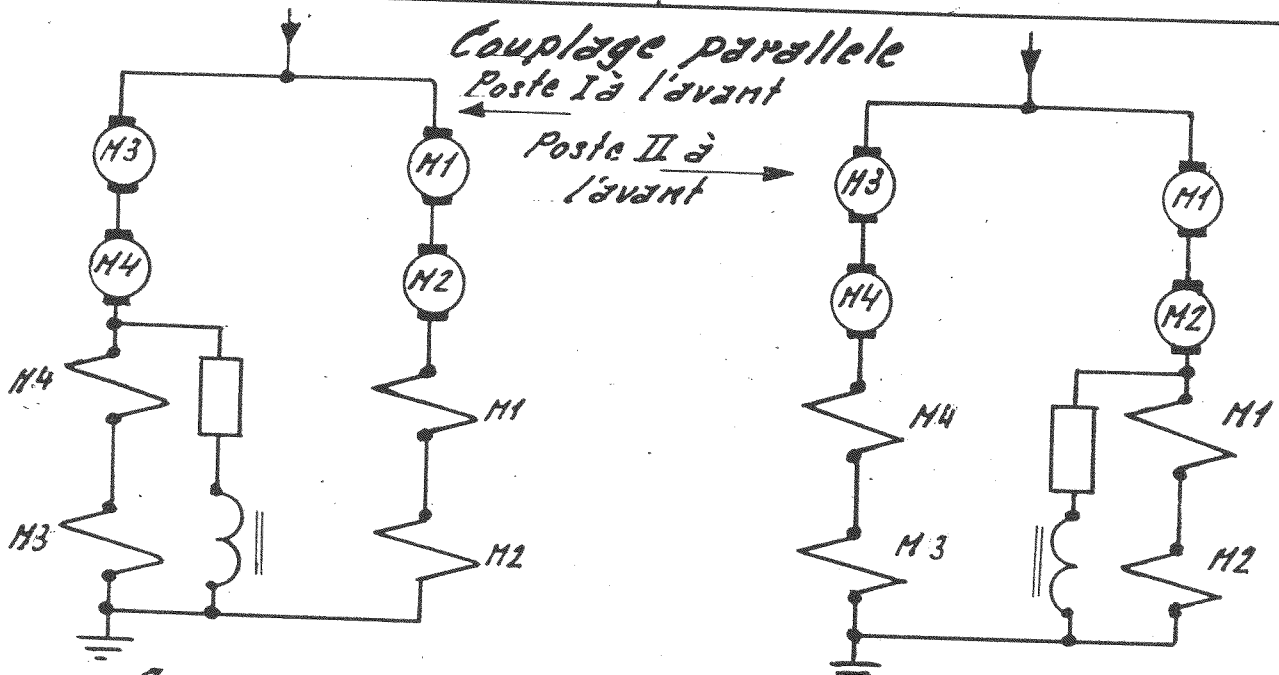 Couplage parallele
Poste I à l'avant
Poste II à
l'avant
M3
M1
M4
M2
M4
M1
M3
M2
M3
M1
M4
M2
M4
M1
M3
M2